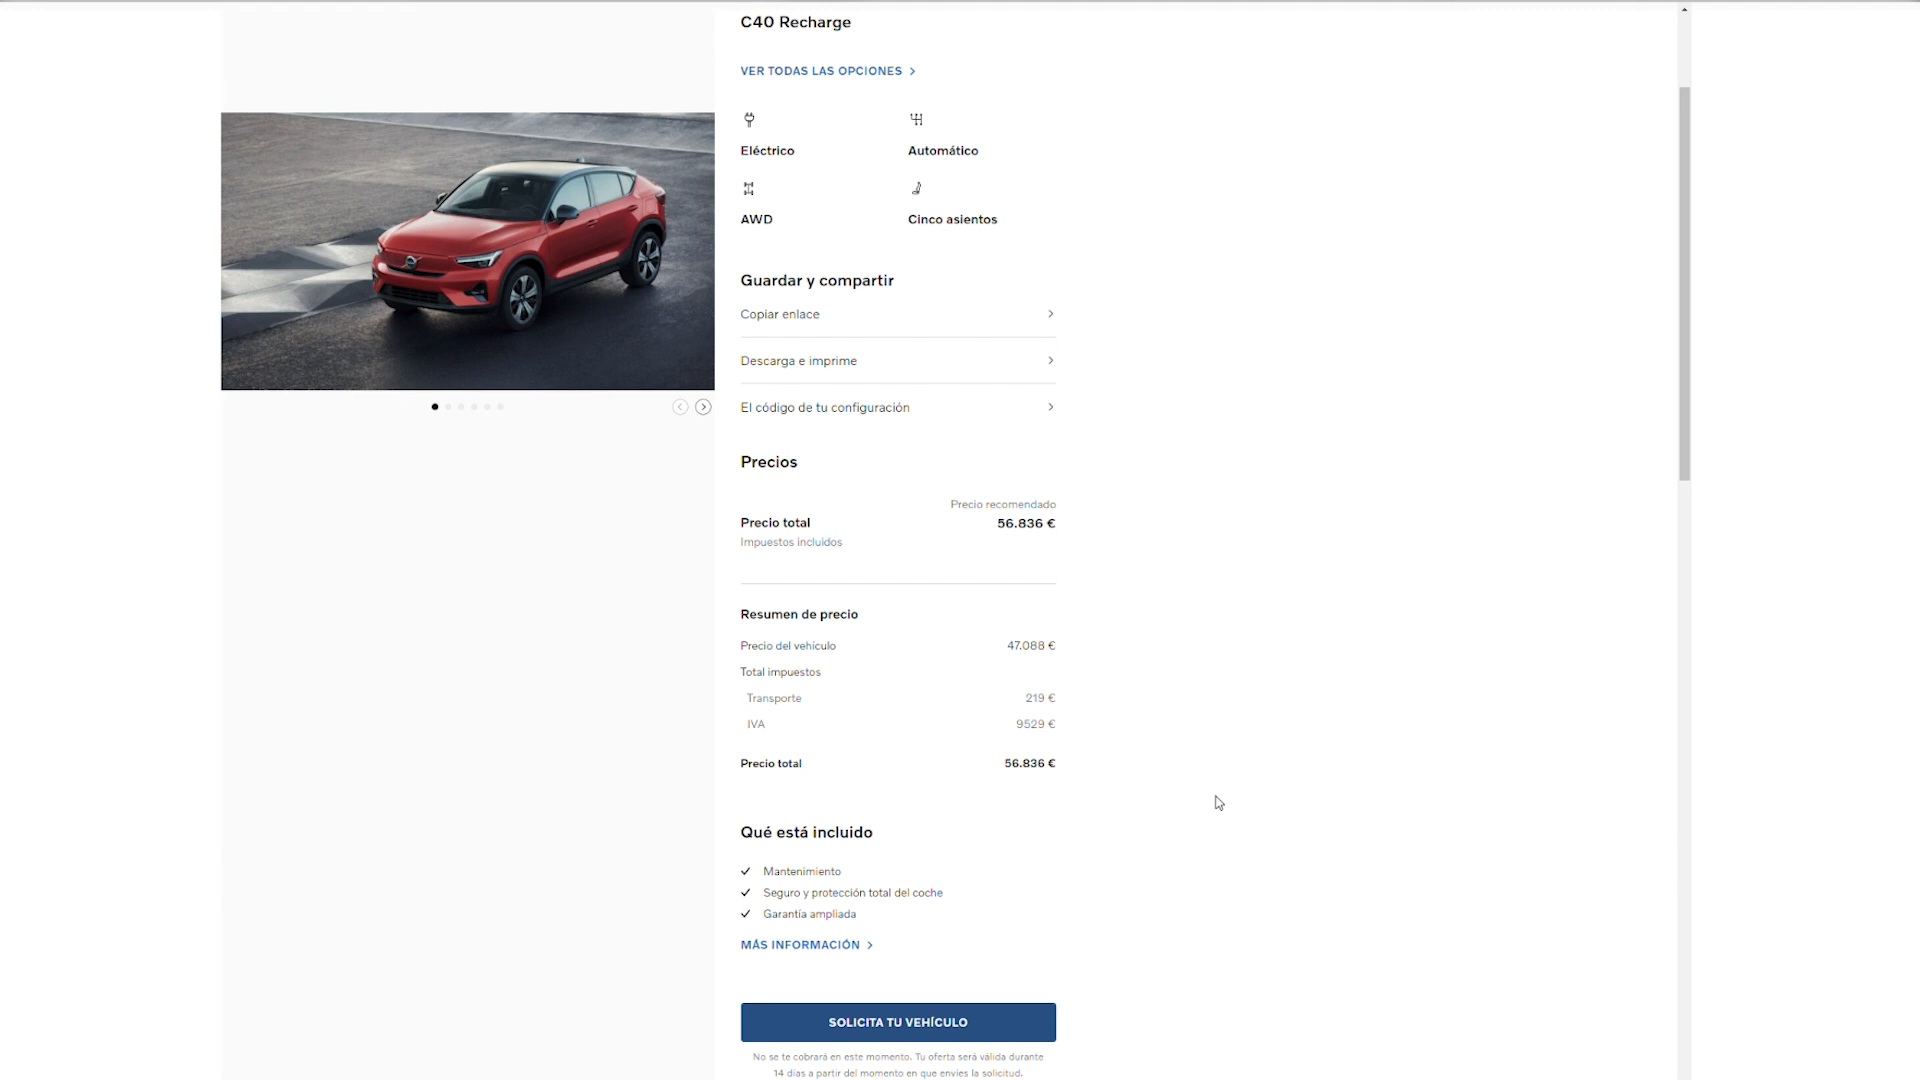 C40 Recharge
VER TODAS LAS OPCIONES
Eléctrico
Automático
AWD
Cinco asientos
Guardar y compartir
Copiar enlace
Descarga e imprime
El código de tu configuración
Precios
Precio recomendado
Precio total
56.836 €
Impuestos incluidos
Resumen de precio
Precio del vehículo
47.088 €
Total impuestos
Transporte
219 €
IVA
9529 €
Precio total
56.836 €
Qué está incluido
Mantenimiento
Seguro y protección total del coche
Garantía ampliada
MÁS INFORMACIÓN
SOLICITA TU VEHÍCULO
No se te cobrará en este momento. Tu oferta será válida durante
14 días a partir del momento en que envíes la solicitud.